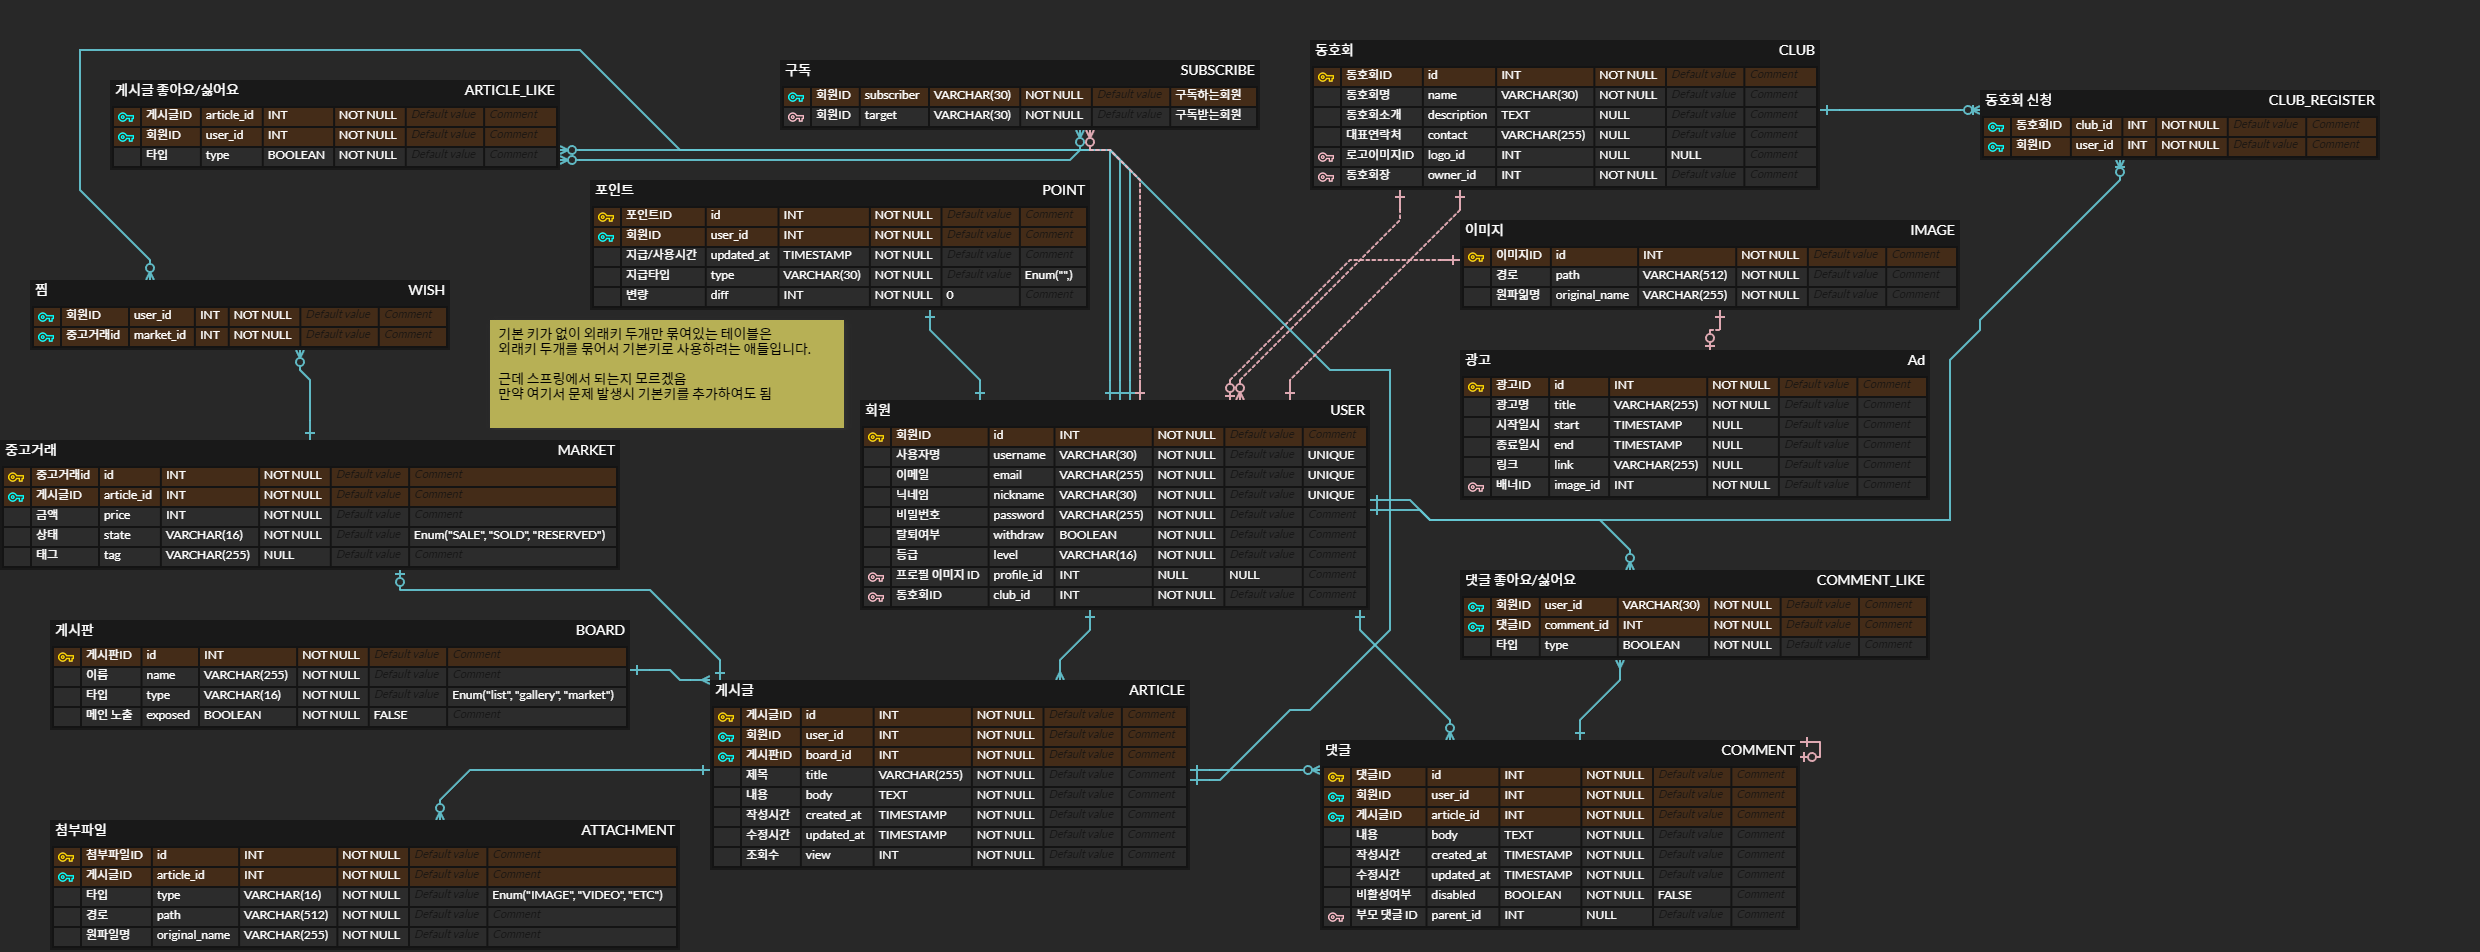 게시글 좋아요/싫어요 ARTICLE_LIKE
게시글ID article_id INT NOT NULL Default value Comment
회원ID user_id INT NOT NULL Default value Comment
타입 type BOOLEAN NOT NULL Default value Comment
구독 SUBSCRIBE
회원ID subscriber VARCHAR(30) NOT NULL Default value 구독하는회원
회원ID target VARCHAR(30) NOT NULL Default value 구독받는회원
동호회 CLUB
동호회ID id INT NOT NULL Default value Comment
동호회명 name VARCHAR(30) NOT NULL Default value Comment
동호회소개 description TEXT NULL Default value Comment
대표연락처 contact VARCHAR(255) NULL Default value Comment
로고이미지ID logo_id INT NULL NULL Comment
동호회장 owner_id INT NOT NULL Default value Comment
동호회 신청 CLUB_REGISTER
동호회ID club_id INT NOT NULL Default value Comment
회원ID user_id INT NOT NULL Default value Comment
포인트 POINT
포인트ID id INT NOT NULL Default value Comment
회원ID user_id INT NOT NULL Default value Comment
지급/사용시간 updated_at TIMESTAMP NOT NULL Default value Comment
지급타입 type VARCHAR(30) NOT NULL Default value Enum("",)
변량 diff INT NOT NULL 0 Comment
이미지 IMAGE
이미지ID id INT NOT NULL Default value Comment
경로 path VARCHAR(512) NOT NULL Default value Comment
원파일명 original_name VARCHAR(255) NOT NULL Default value Comment
찜 WISH
회원ID user_id INT NOT NULL Default value Comment
중고거래id market_id INT NOT NULL Default value Comment
기본 키가 없이 외래키 두개만 묶여있는 테이블은
외래키 두개를 묶어서 기본키로 사용하려는 애들입니다.
근데 스프링에서 되는지 모르겠음
만약 여기서 문제 발생시 기본키를 추가하여도 됨
광고 Ad
광고ID id INT NOT NULL Default value Comment
광고명 title VARCHAR(255) NOT NULL Default value Comment
시작일시 start TIMESTAMP NULL Default value Comment
종료일시 end TIMESTAMP NULL Default value Comment
링크 link VARCHAR(255) NULL Default value Comment
배너ID image_id INT NOT NULL Default value Comment
회원 USER
회원ID id INT NOT NULL Default value Comment
사용자명 username VARCHAR(30) NOT NULL Default value UNIQUE
이메일 email VARCHAR(255) NOT NULL Default value UNIQUE
닉네임 nickname VARCHAR(30) NOT NULL Default value UNIQUE
비밀번호 password VARCHAR(255) NOT NULL Default value Comment
탈퇴여부 withdraw BOOLEAN NOT NULL Default value Comment
등급 level VARCHAR(16) NOT NULL Default value Comment
프로필 이미지 ID profile_id INT NULL NULL Comment
동호회ID club_id INT NOT NULL Default value Comment
중고거래 MARKET
중고거래id id INT NOT NULL Default value Comment
게시글ID article_id INT NOT NULL Default value Comment
금액 price INT NOT NULL Default value Comment
상태 state VARCHAR(16) NOT NULL Default value Enum("SALE", "SOLD", "RESERVED")
태그 tag VARCHAR(255) NULL Default value Comment
댓글 좋아요/싫어요 COMMENT_LIKE
회원ID user_id VARCHAR(30) NOT NULL Default value Comment
댓글ID comment_id INT NOT NULL Default value Comment
타입 type BOOLEAN NOT NULL Default value Comment
게시판 BOARD
게시판ID id INT NOT NULL Default value Comment
이름 name VARCHAR(255) NOT NULL Default value Comment
타입 type VARCHAR(16) NOT NULL Default value Enum("list", "gallery", "market")
메인 노출 exposed BOOLEAN NOT NULL FALSE Comment
게시글 ARTICLE
게시글ID id INT NOT NULL Default value Comment
회원ID user_id INT NOT NULL Default value Comment
게시판ID board_id INT NOT NULL Default value Comment
제목 title VARCHAR(255) NOT NULL Default value Comment
내용 body TEXT NOT NULL Default value Comment
작성시간 created_at TIMESTAMP NOT NULL Default value Comment
수정시간 updated_at TIMESTAMP NOT NULL Default value Comment
조회수 view INT NOT NULL Default value Comment
댓글 COMMENT
댓글ID id INT NOT NULL Default value Comment
회원ID user_id INT NOT NULL Default value Comment
게시글ID article_id INT NOT NULL Default value Comment
내용 body TEXT NOT NULL Default value Comment
작성시간 created_at TIMESTAMP NOT NULL Default value Comment
수정시간 updated_at TIMESTAMP NOT NULL Default value Comment
비활성여부 disabled BOOLEAN NOT NULL FALSE Comment
부모 댓글 ID parent_id INT NULL Default value Comment
첨부파일 ATTACHMENT
첨부파일ID id INT NOT NULL Default value Comment
게시글ID article_id INT NOT NULL Default value Comment
타입 type VARCHAR(16) NOT NULL Default value Enum("IMAGE", "VIDEO", "ETC")
경로 path VARCHAR(512) NOT NULL Default value Comment
원파일명 original_name VARCHAR(255) NOT NULL Default value Comment